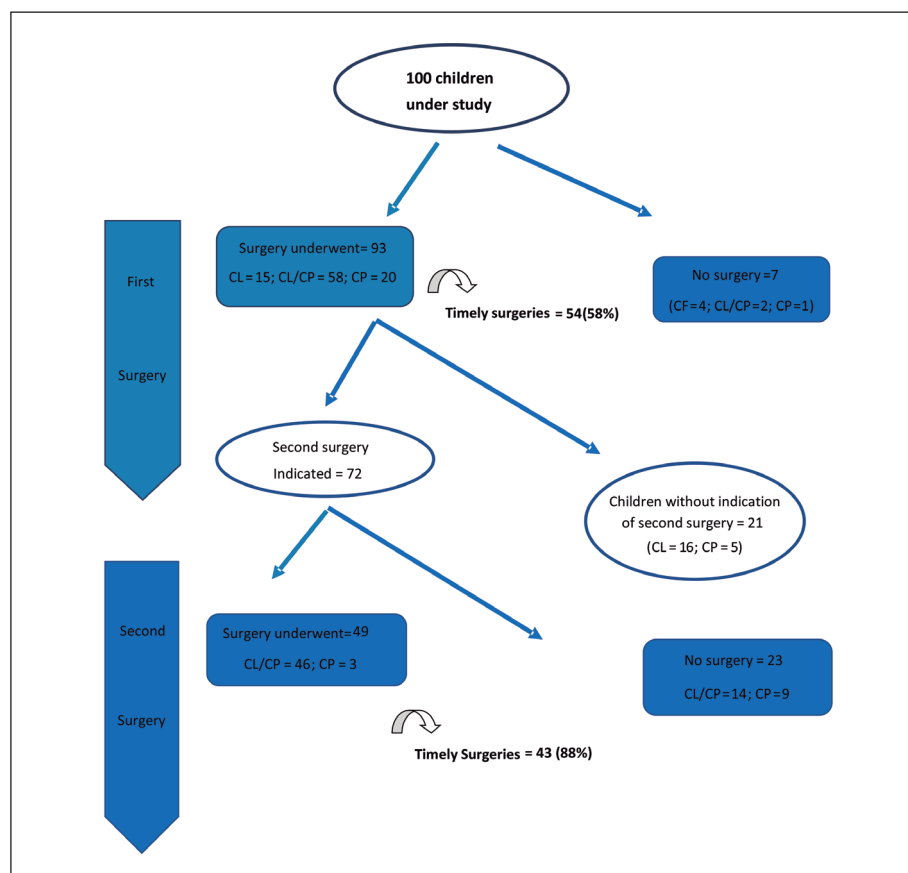 100 children
under study
First
Surgery
Surgery underwent= 93
CL = 15; CL/CP = 58; CP = 20
Timely surgeries = 54(58%)
No surgery =7
(CF=4; CL/CP=2; CP=1)
Second surgery
Indicated = 72
Children without indication
of second surgery = 21
(CL = 16; CP = 5)
Second
Surgery
Surgery underwent=49
CL/CP = 46; CP = 3
Timely Surgeries = 43 (88%)
No surgery = 23
CL/CP=14; CP=9